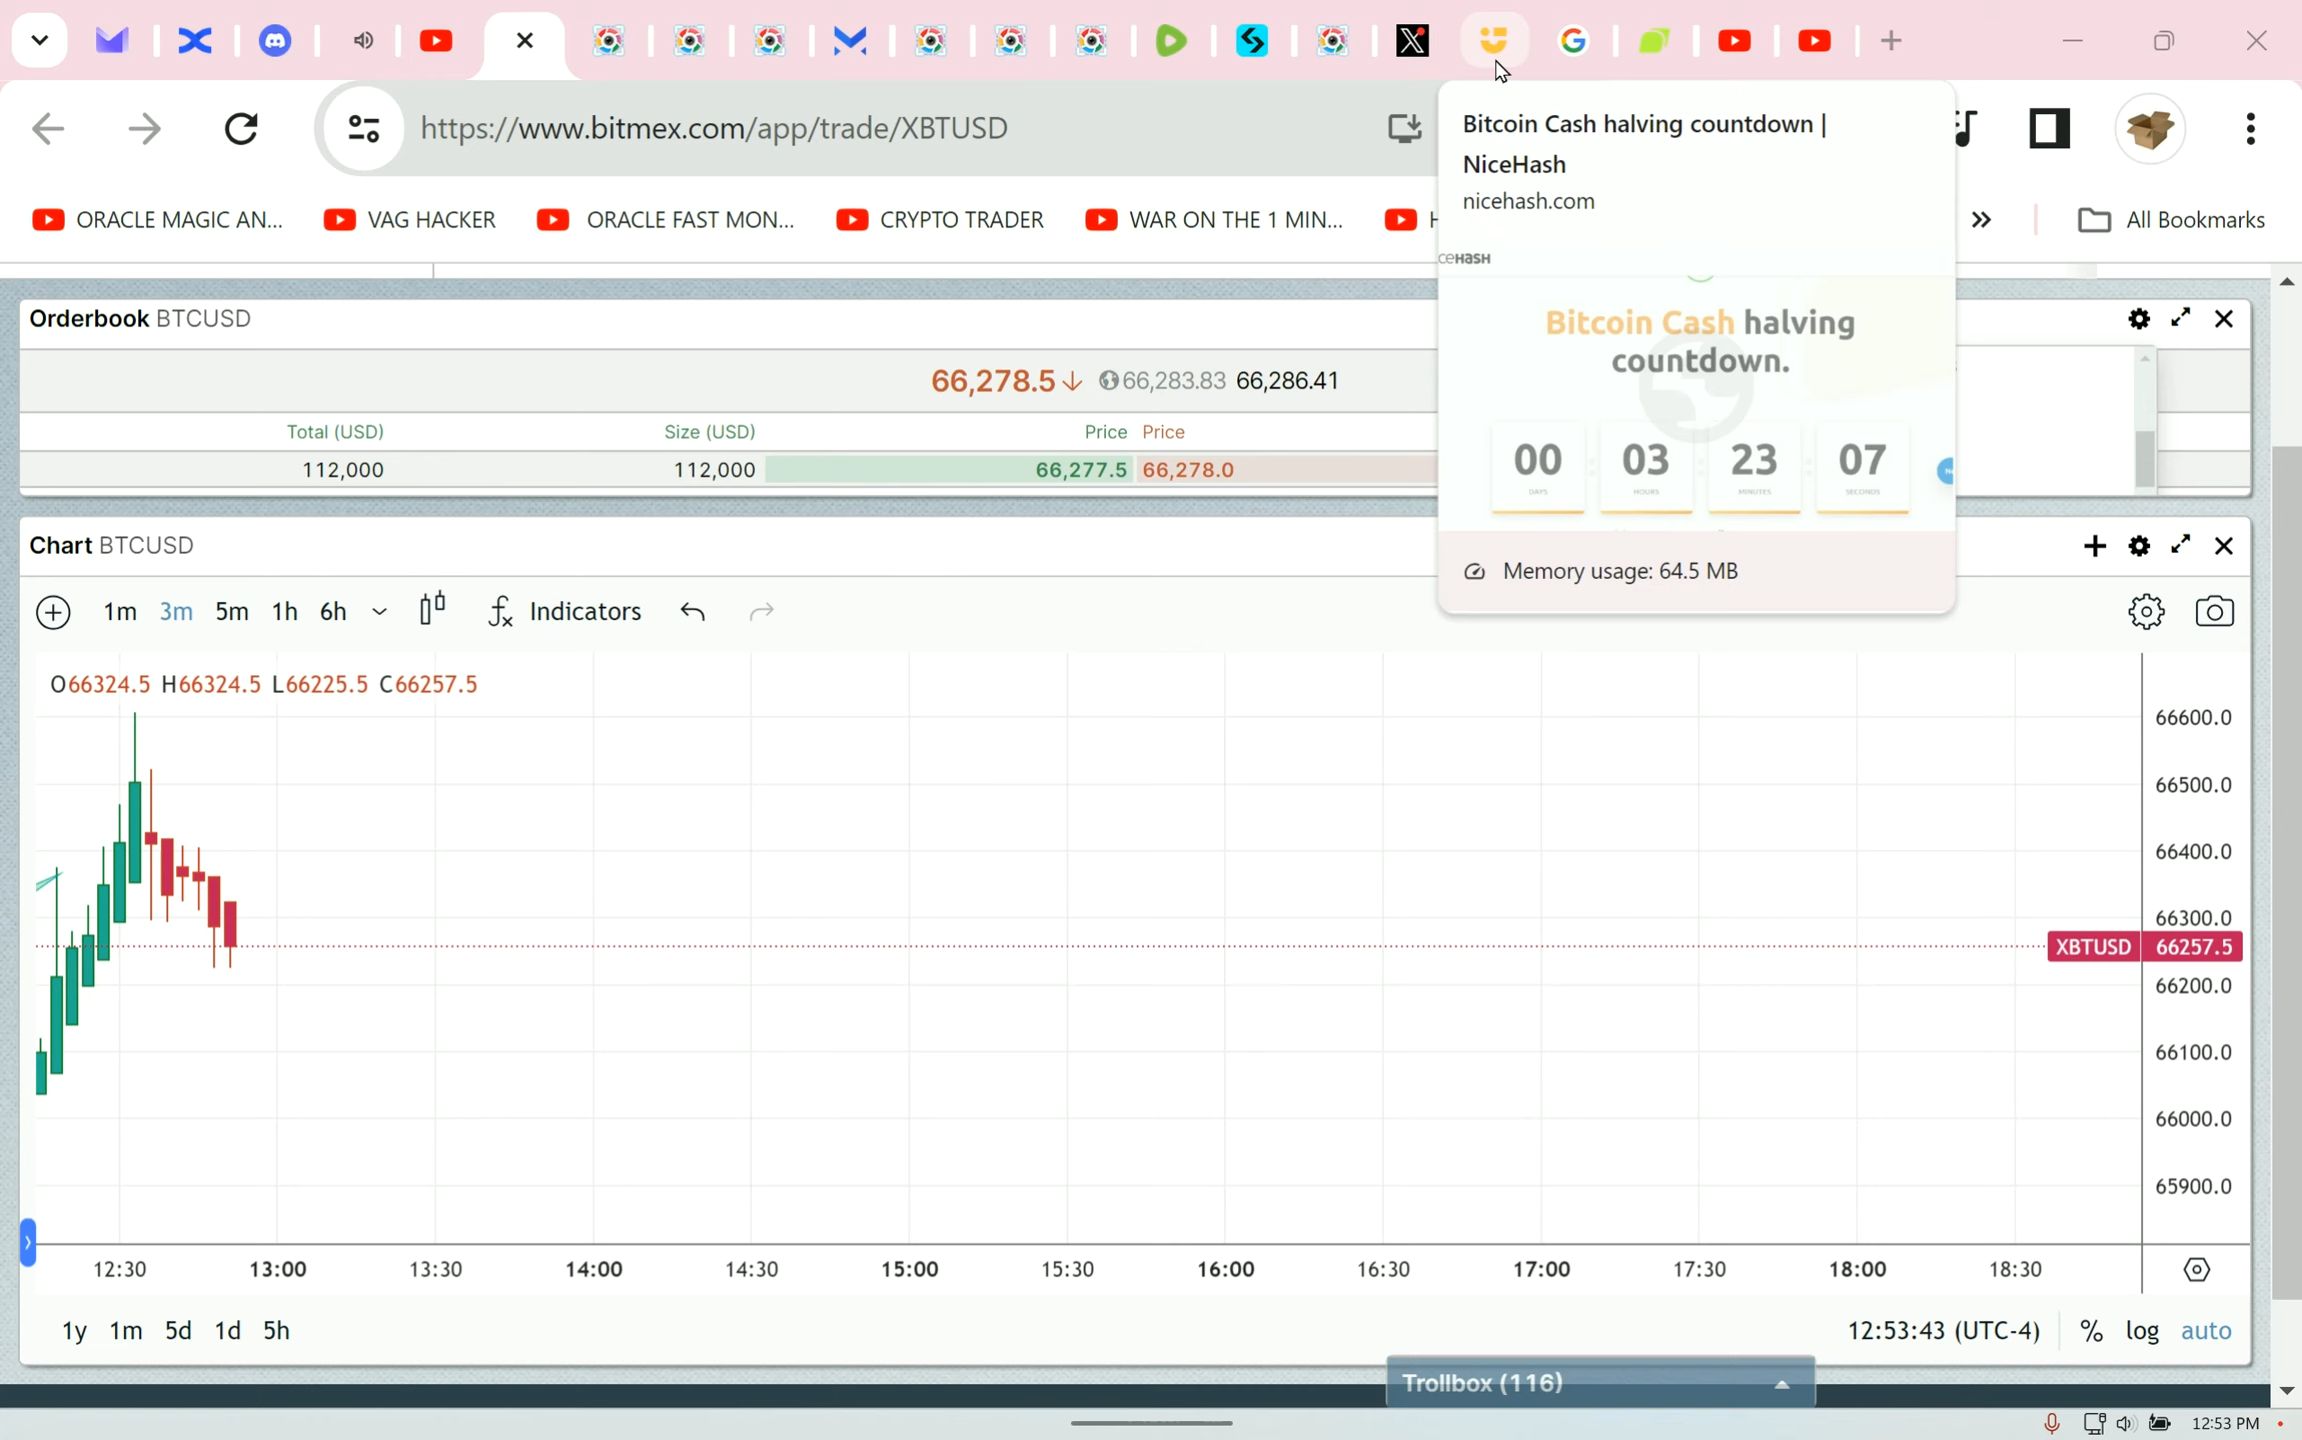 https://www.bitmex.com/app/trade/XBTUSD
Bitcoin Cash halving countdown |
NiceHash
nicehash.com
ORACLE MAGIC AN...
VAG HACKER
ORACLE FAST MON...
CRYPTO TRADER
WAR ON THE 1 MIN...
H
»
All Bookmarks
ceHASH
Bitcoin Cash halving
countdown.
00 03 23 07
DAYS HOURS MINUTES SECONDS
Memory usage: 64.5 MB
Orderbook BTCUSD
66,278.5↓ 66,283.83 66,286.41
Total (USD) Size (USD) Price Price
112,000 112,000 66,277.5 66,278.0
Chart BTCUSD
1m 3m 5m 1h 6h Indicators
O66324.5 H66324.5 L66225.5 C66257.5
66600.0
66500.0
66400.0
66300.0
XBTUSD 66257.5
66200.0
66100.0
66000.0
65900.0
12:30 13:00 13:30 14:00 14:30 15:00 15:30 16:00 16:30 17:00 17:30 18:00 18:30
1y 1m 5d 1d 5h
12:53:43 (UTC-4) % log auto
Trollbox (116)
12:53 PM